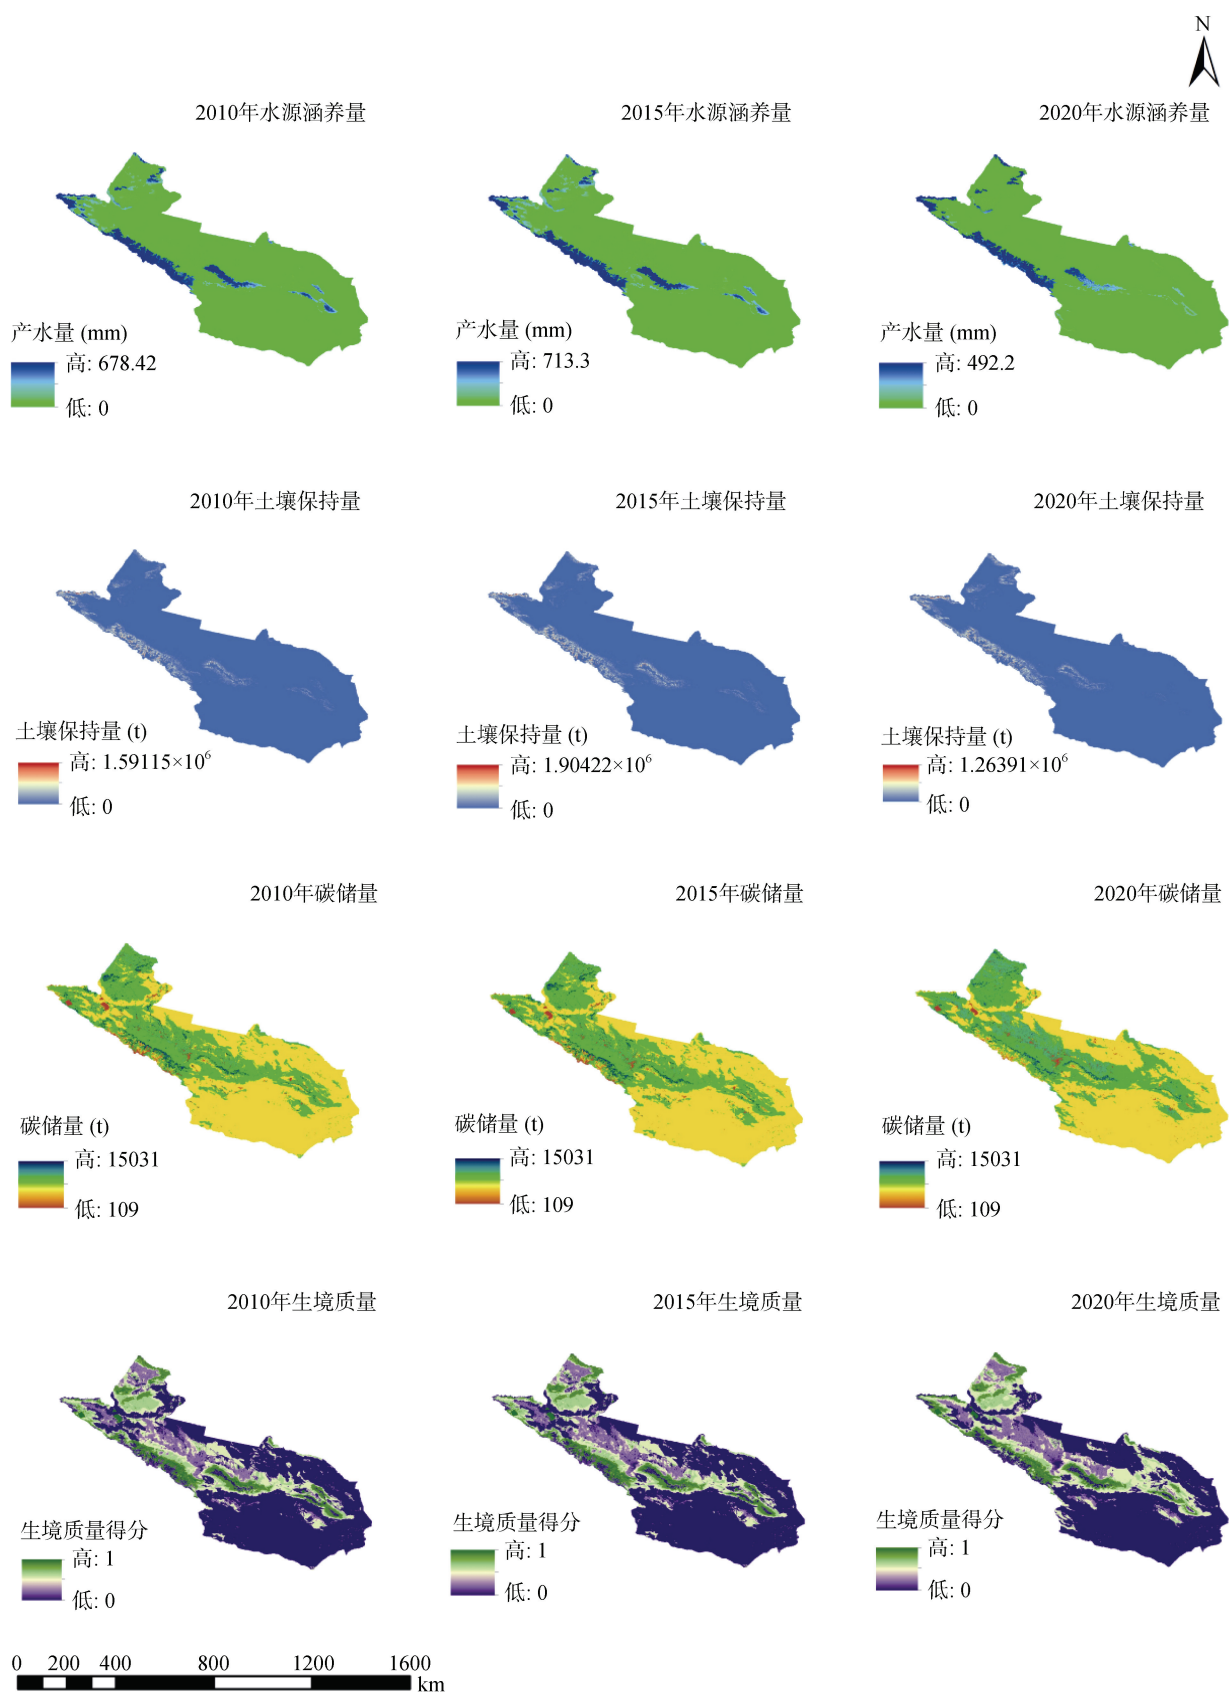 N
2010年水源涵养量
2015年水源涵养量
2020年水源涵养量
产水量 (mm)
高: 678.42
低: 0
产水量 (mm)
高: 713.3
低: 0
产水量 (mm)
高: 492.2
低: 0
2010年土壤保持量
2015年土壤保持量
2020年土壤保持量
土壤保持量 (t)
高: 1.59115×10⁶
低: 0
土壤保持量 (t)
高: 1.90422×10⁶
低: 0
土壤保持量 (t)
高: 1.26391×10⁶
低: 0
2010年碳储量
2015年碳储量
2020年碳储量
碳储量 (t)
高: 15031
低: 109
碳储量 (t)
高: 15031
低: 109
碳储量 (t)
高: 15031
低: 109
2010年生境质量
2015年生境质量
2020年生境质量
生境质量得分
高: 1
低: 0
生境质量得分
高: 1
低: 0
生境质量得分
高: 1
低: 0
0 200 400 800 1200 1600
km